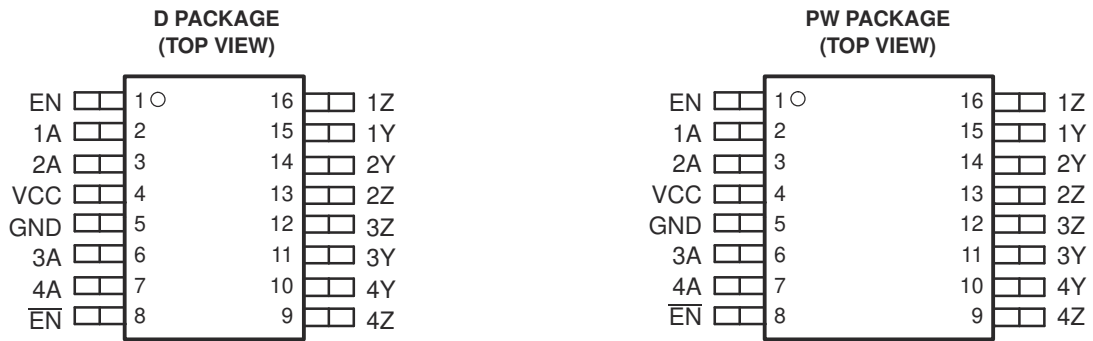 D PACKAGE
(TOP VIEW)
EN 1 16 1Z
1A 2 15 1Y
2A 3 14 2Y
VCC 4 13 2Z
GND 5 12 3Z
3A 6 11 3Y
4A 7 10 4Y
E̅N̅ 8 9 4Z
PW PACKAGE
(TOP VIEW)
EN 1 16 1Z
1A 2 15 1Y
2A 3 14 2Y
VCC 4 13 2Z
GND 5 12 3Z
3A 6 11 3Y
4A 7 10 4Y
E̅N̅ 8 9 4Z